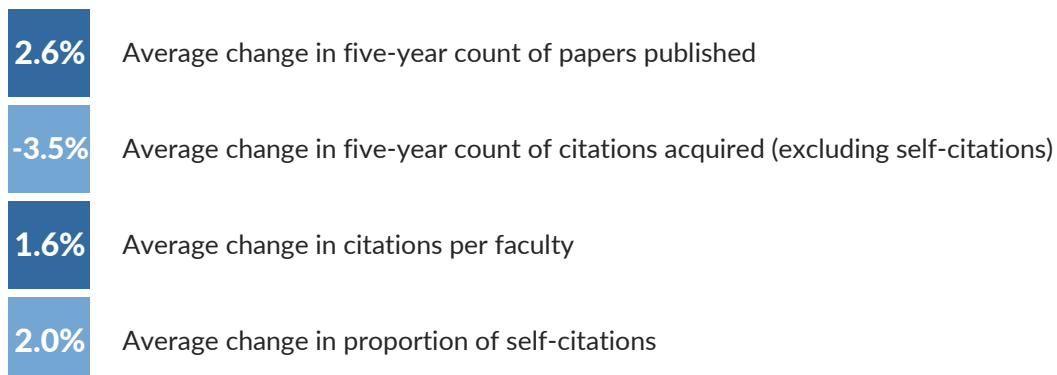 2.6% Average change in five-year count of papers published
-3.5% Average change in five-year count of citations acquired (excluding self-citations)
1.6% Average change in citations per faculty
2.0% Average change in proportion of self-citations